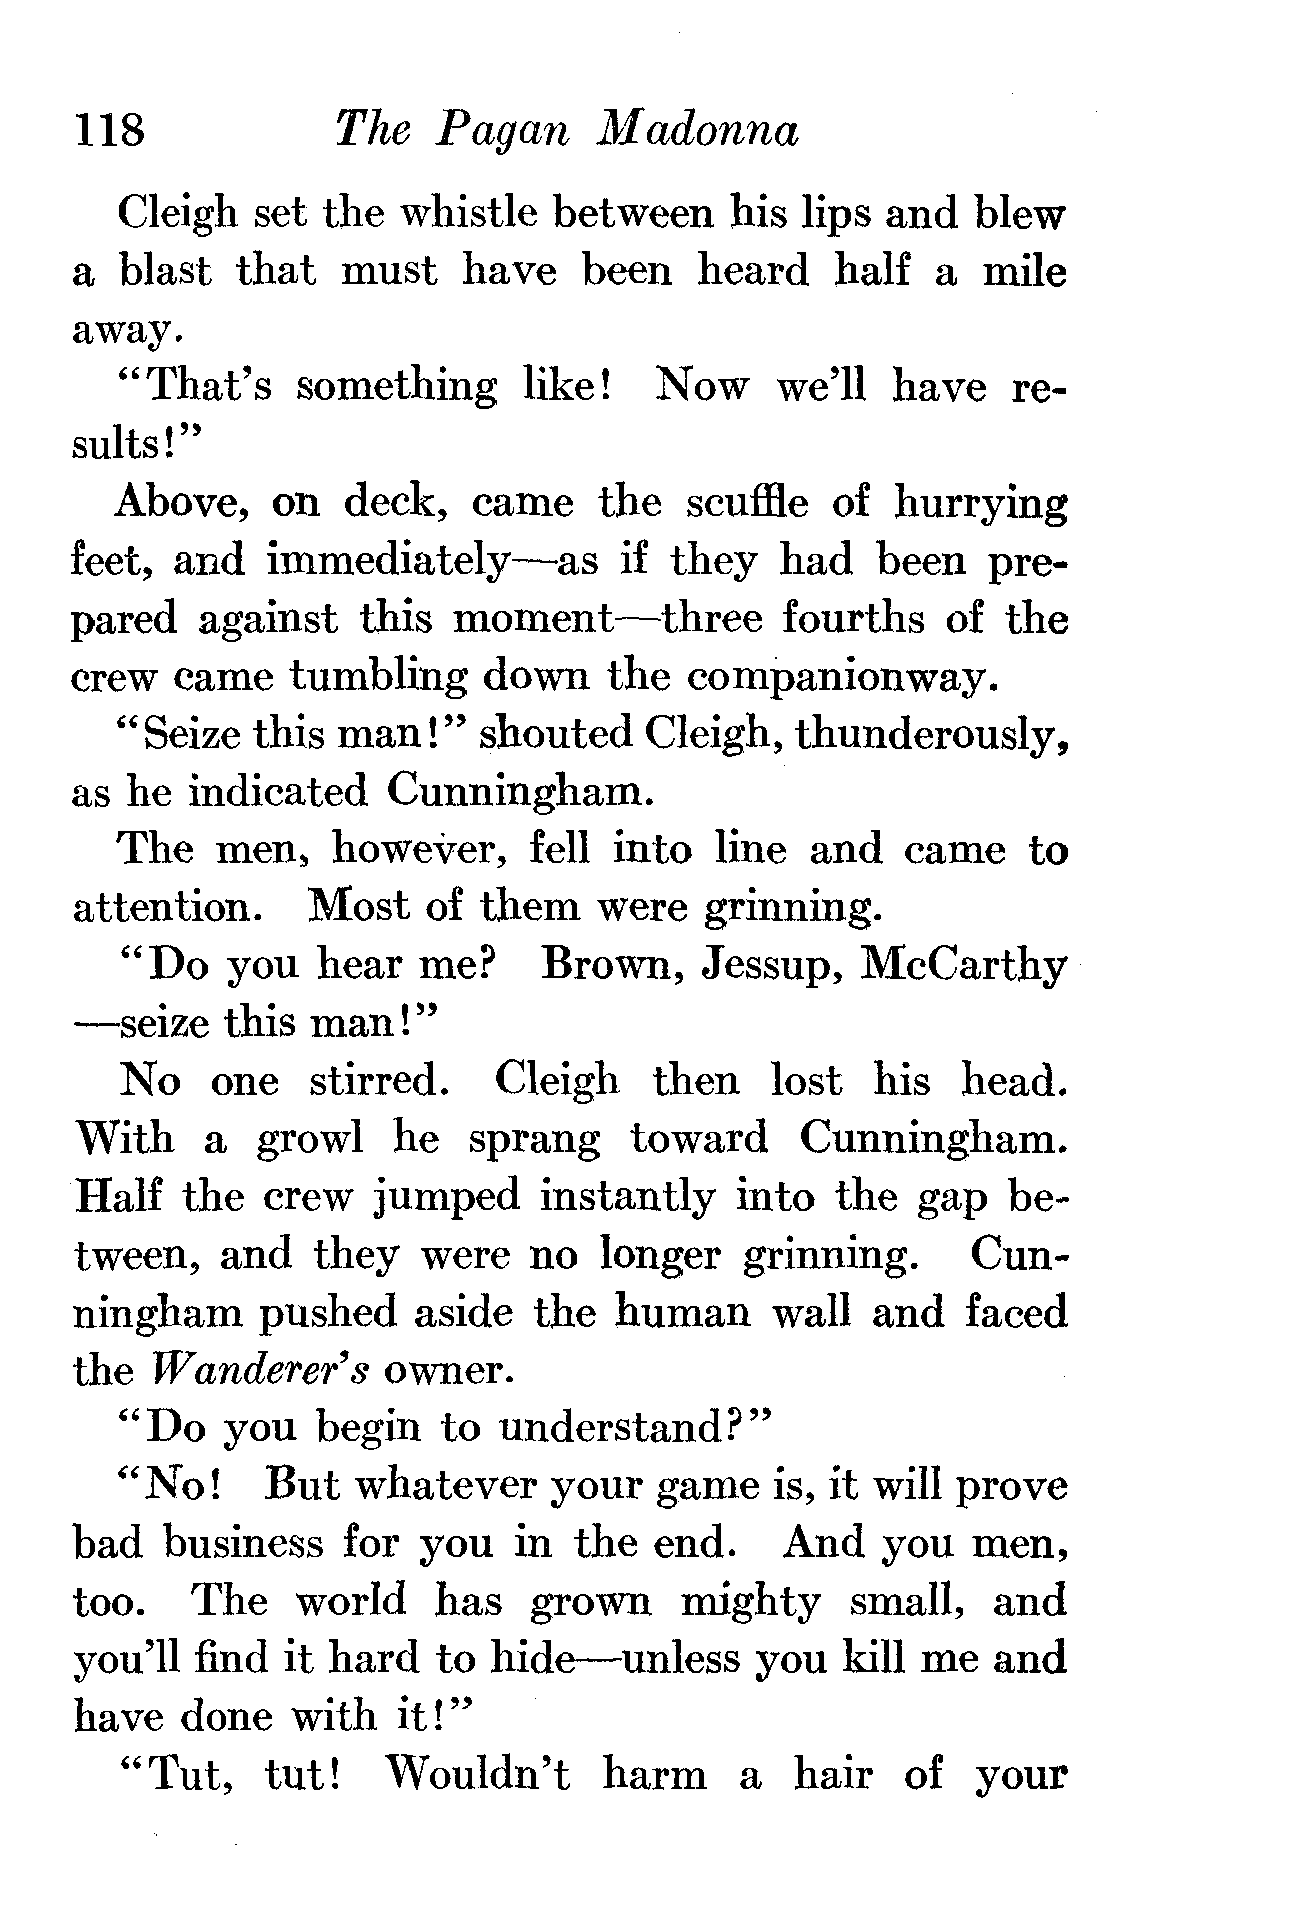 118 The Pagan Madonna
Cleigh set the whistle between his lips and blew
a blast that must have been heard half a mile
away.
“That’s something like! Now we’ll have re-
sults!”
Above, on deck, came the scuffle of hurrying
feet, and immediately—as if they had been pre-
pared against this moment—three fourths of the
crew came tumbling down the companionway.
“Seize this man!” shouted Cleigh, thunderously,
as he indicated Cunningham.
The men, however, fell into line and came to
attention. Most of them were grinning.
“Do you hear me? Brown, Jessup, McCarthy
—seize this man!”
No one stirred. Cleigh then lost his head.
With a growl he sprang toward Cunningham.
Half the crew jumped instantly into the gap be-
tween, and they were no longer grinning. Cun-
ningham pushed aside the human wall and faced
the Wanderer’s owner.
“Do you begin to understand?”
“No! But whatever your game is, it will prove
bad business for you in the end. And you men,
too. The world has grown mighty small, and
you’ll find it hard to hide—unless you kill me and
have done with it!”
“Tut, tut! Wouldn’t harm a hair of your